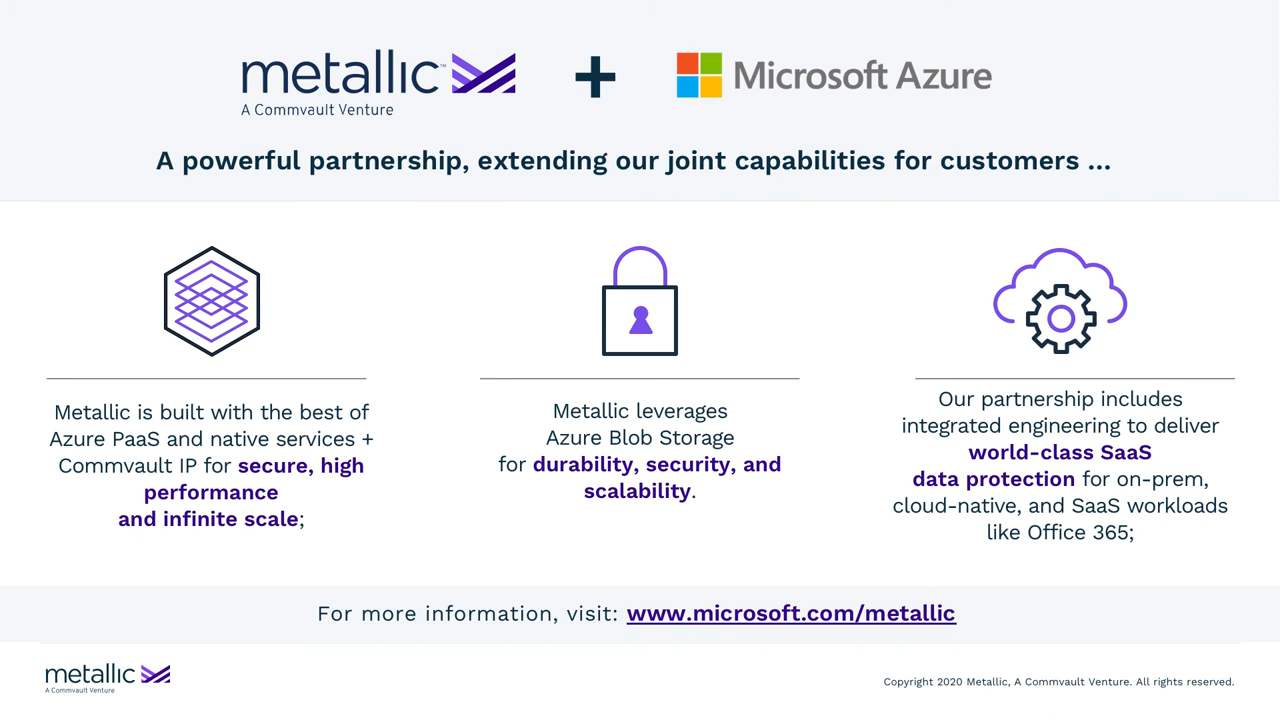 metallic™
A Commvault Venture
Microsoft Azure
A powerful partnership, extending our joint capabilities for customers ...
Metallic is built with the best of
Azure PaaS and native services +
Commvault IP for secure, high
performance
and infinite scale;
Metallic leverages
Azure Blob Storage
for durability, security, and
scalability.
Our partnership includes
integrated engineering to deliver
world-class SaaS
data protection for on-prem,
cloud-native, and SaaS workloads
like Office 365;
For more information, visit: www.microsoft.com/metallic
metallic
A Commvault Venture
Copyright 2020 Metallic, A Commvault Venture. All rights reserved.